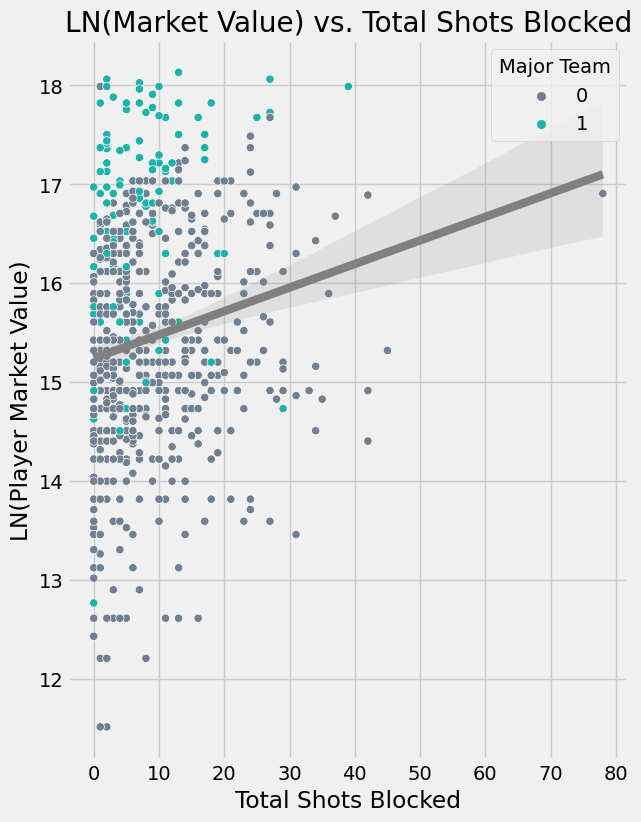 LN(Market Value) vs. Total Shots Blocked
Major Team
0
1
18
17
16
15
14
13
12
LN(Player Market Value)
0 10 20 30 40 50 60 70 80
Total Shots Blocked